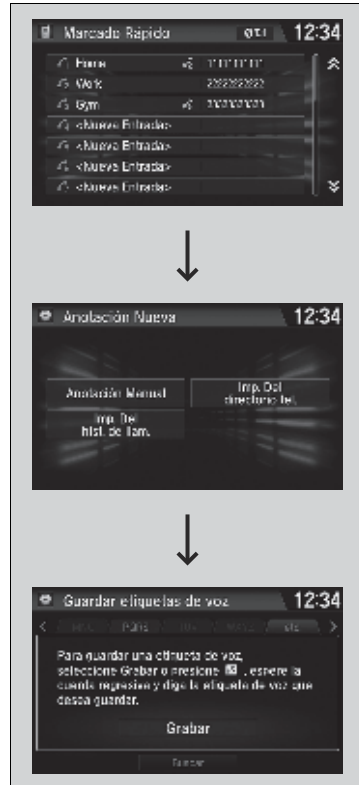 Marcado Rápido
12:34
Home
Work
Gym
<Nueva Entrada>
<Nueva Entrada>
<Nueva Entrada>
<Nueva Entrada>
Anotación Nueva
12:34
Anotación Manual
Imp. Del
directorio tel.
Imp. Del
hist. de llam.
Guardar etiquetas de voz
12:34
Para guardar una etiqueta de voz,
seleccione Grabar o presione , espere la
cuenta regresiva y diga la etiqueta de voz que
desea guardar.
Grabar